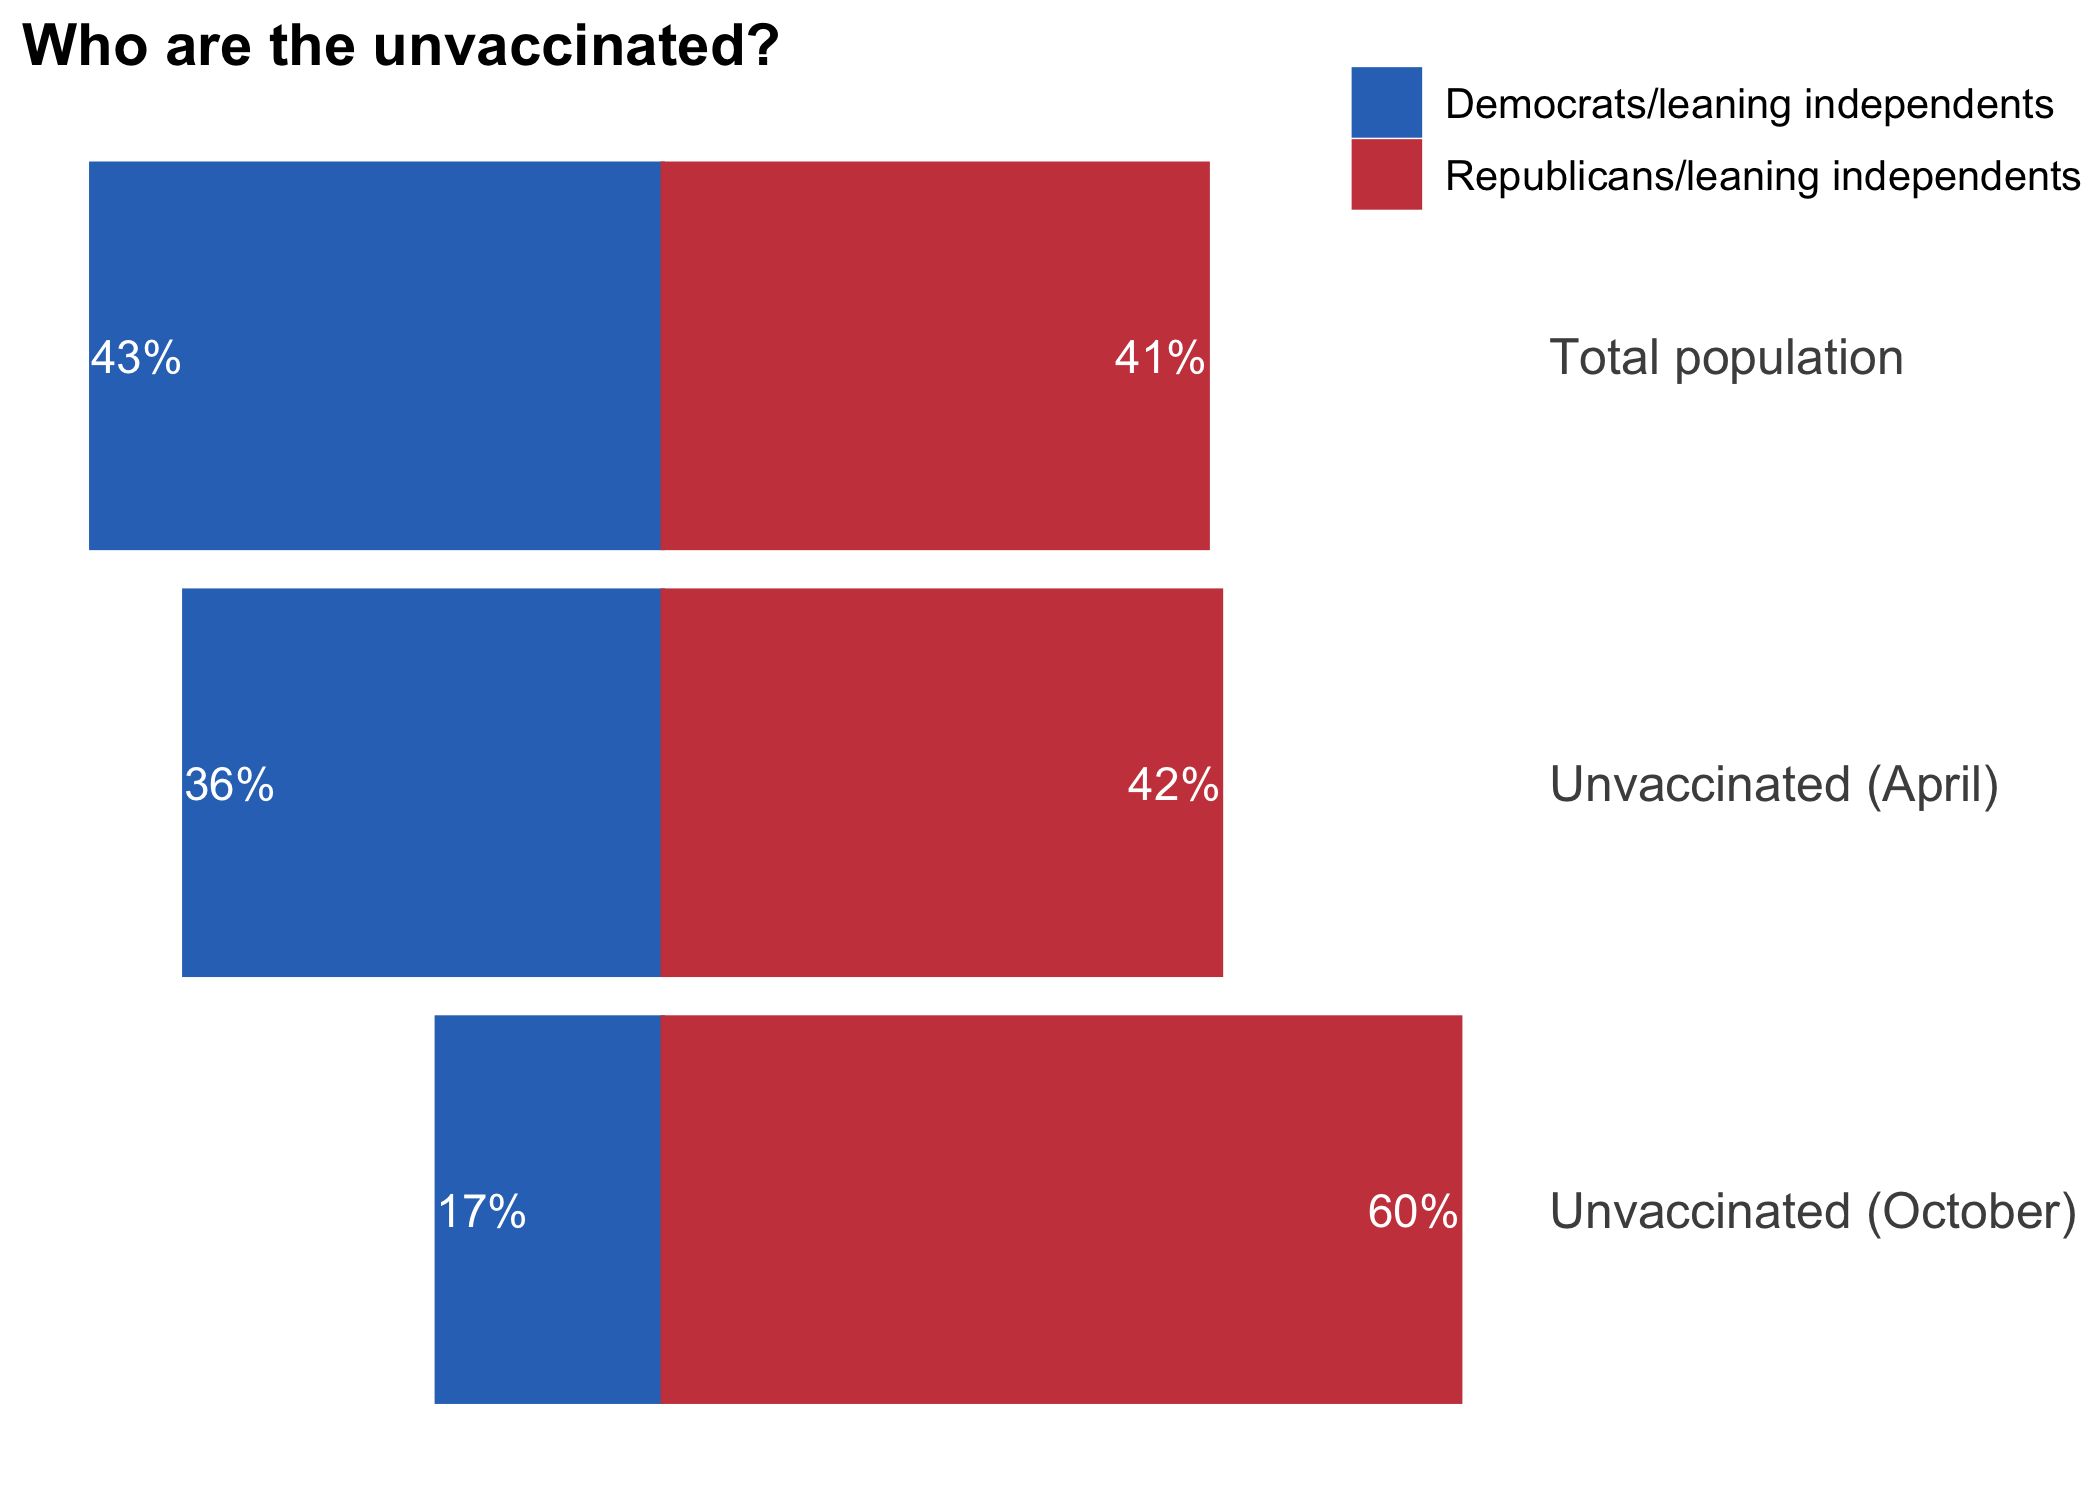 Who are the unvaccinated?
Democrats/leaning independents
Republicans/leaning independents
43%
41%
Total population
36%
42%
Unvaccinated (April)
17%
60%
Unvaccinated (October)